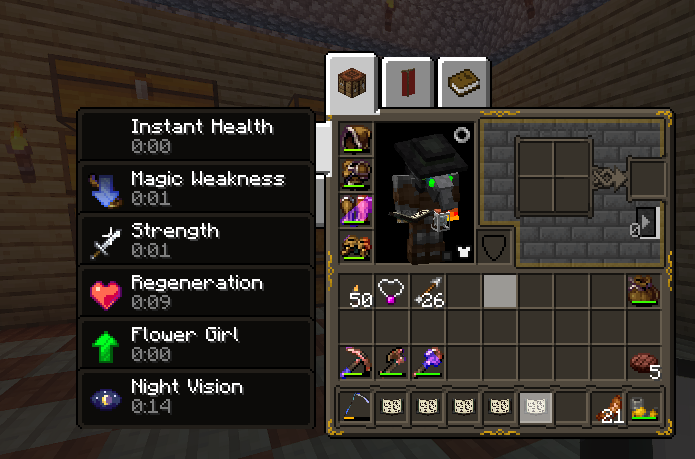 Instant Health
0:00
Magic Weakness
0:01
Strength
0:01
Regeneration
0:09
Flower Girl
0:00
Night Vision
0:14
0
50
26
5
21